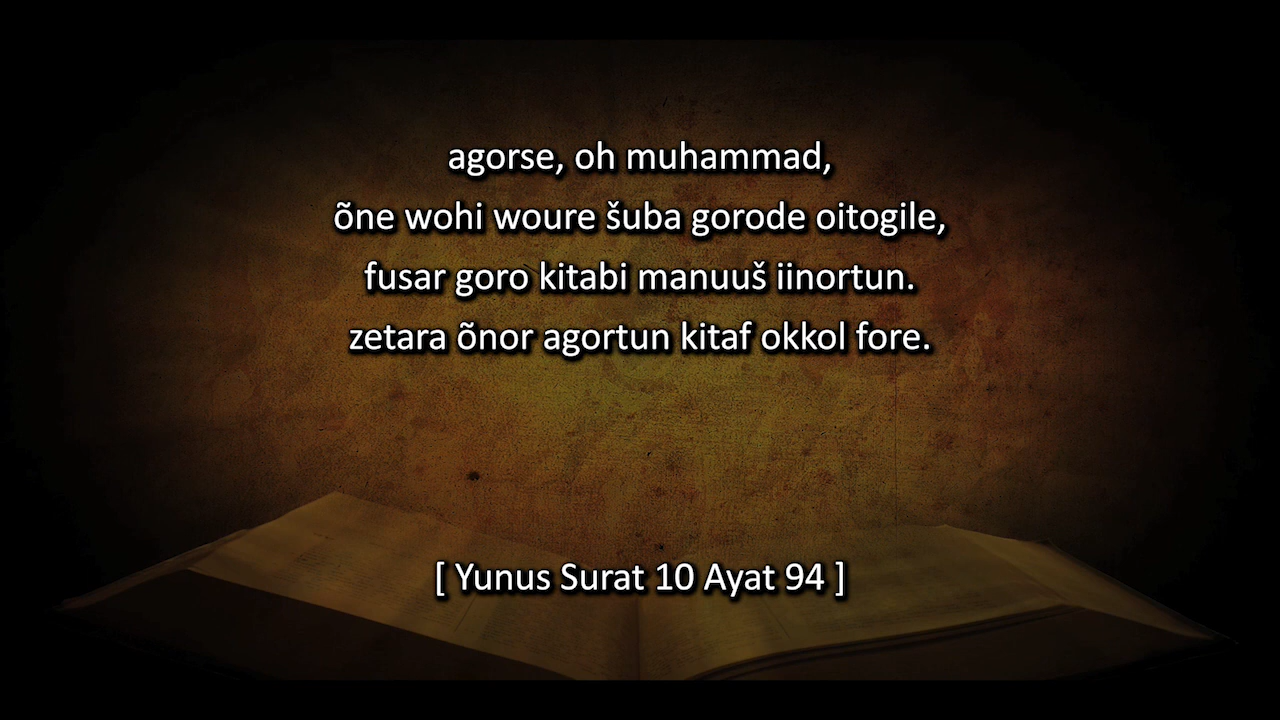 agorse, oh muhammad,
õne wohi woure šuba gorode oitogile,
fusar goro kitabi manuuš iinortun.
zetara õnor agortun kitaf okkol fore.
[ Yunus Surat 10 Ayat 94 ]